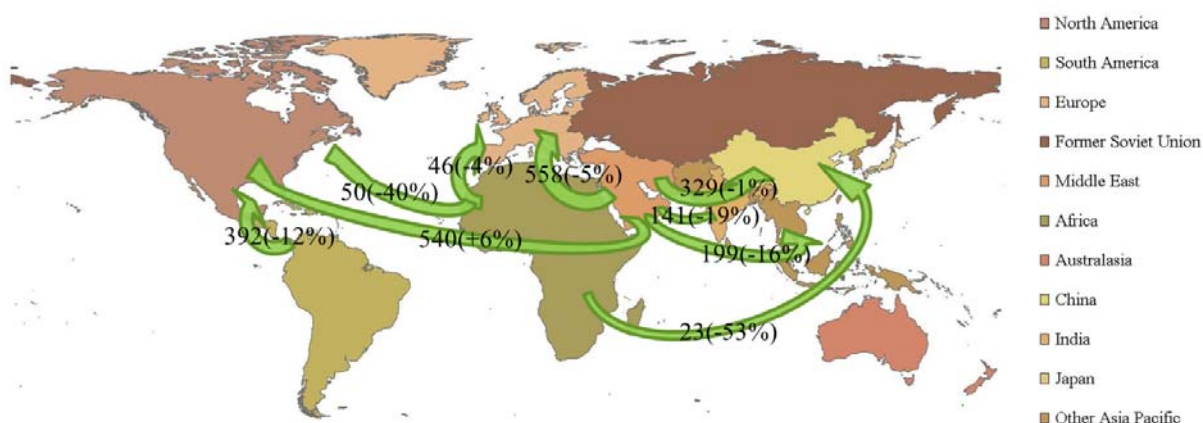 North America
South America
Europe
Former Soviet Union
Middle East
Africa
Australasia
China
India
Japan
Other Asia Pacific
46(-4%)
558(-5%)
50(-40%)
329(-1%)
141(-19%)
392(-12%)
540(+6%)
199(-16%)
23(-53%)